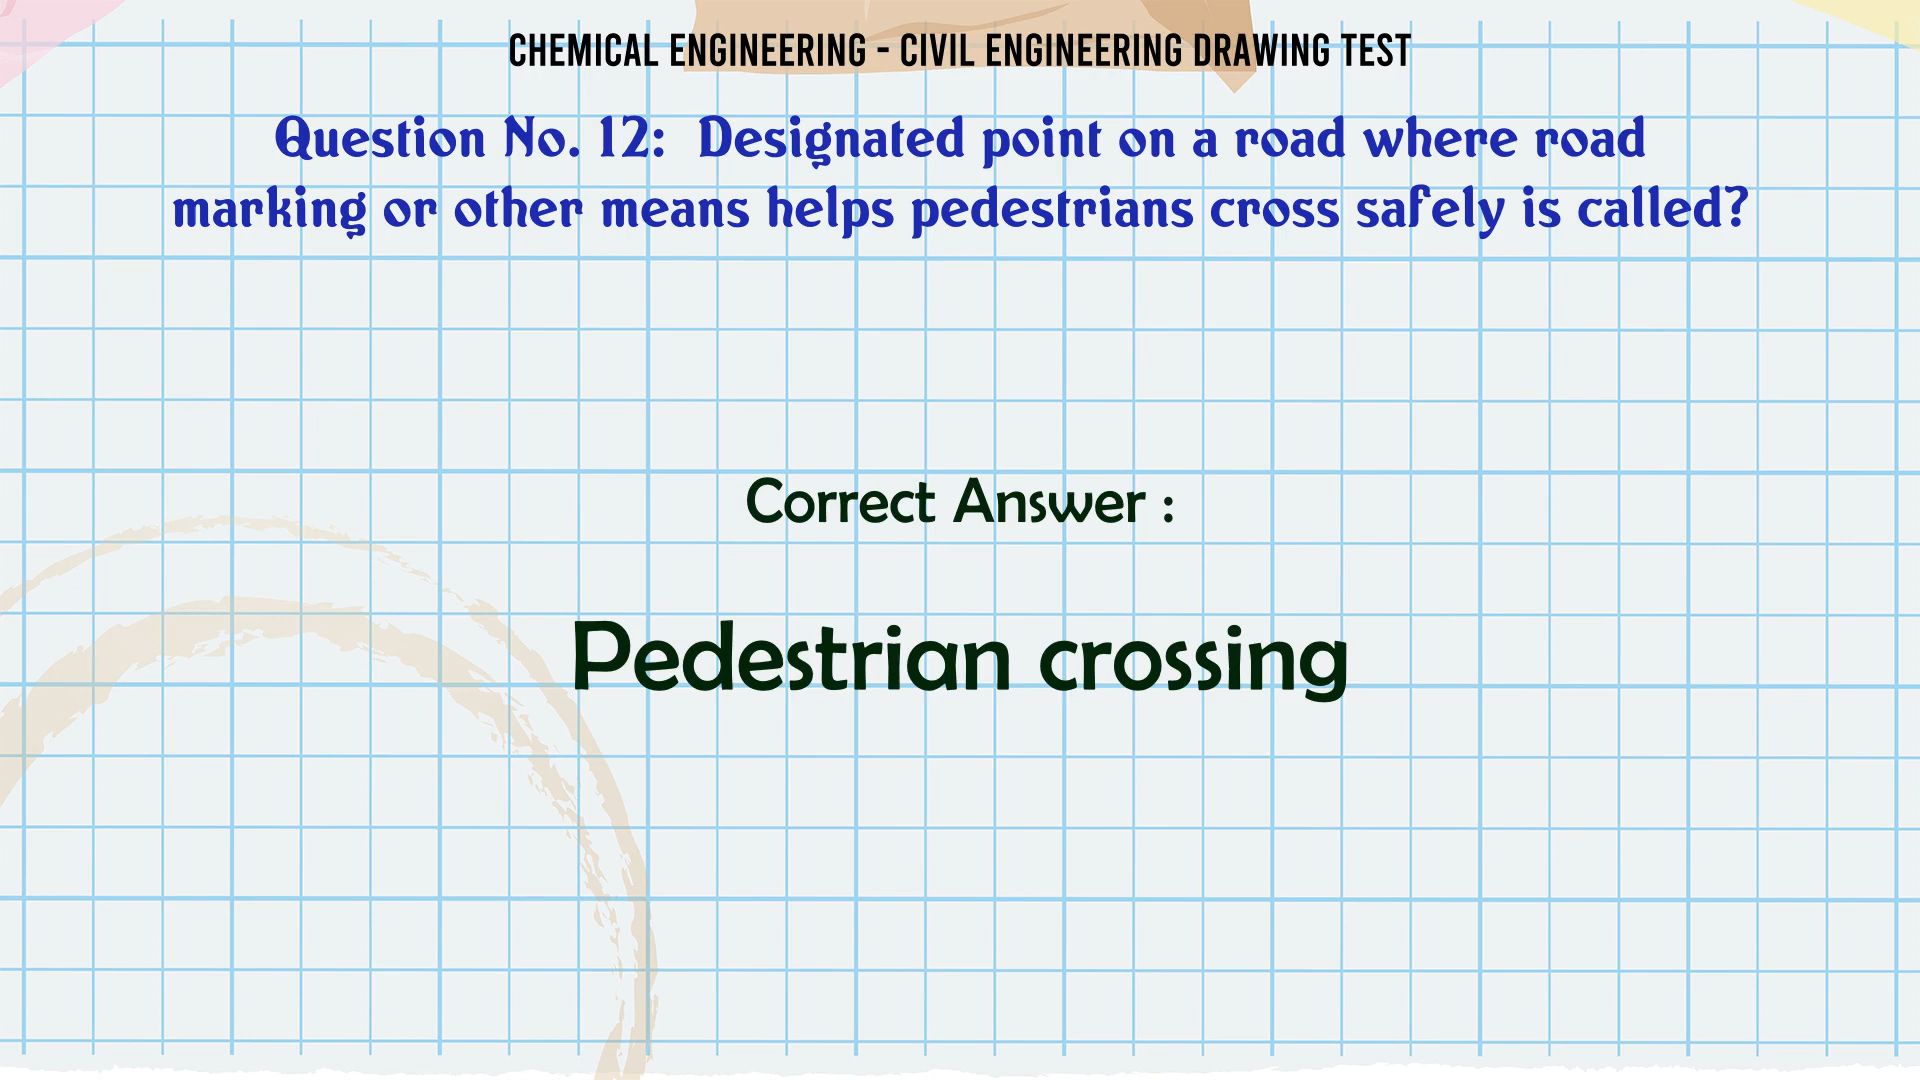 CHEMICAL ENGINEERING - CIVIL ENGINEERING DRAWING TEST
Question No. 12: Designated point on a road where road
marking or other means helps pedestrians cross safely is called?
Correct Answer :
Pedestrian crossing